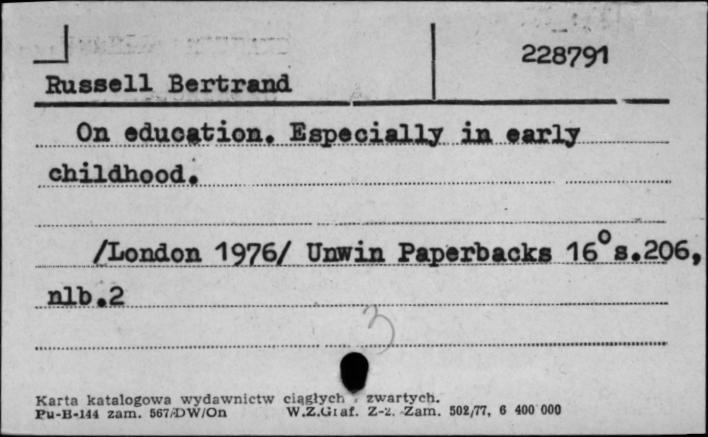 228791
Russell Bertrand
On education. Especially in early
childhood.
/London 1976/ Unwin Paperbacks 16° s.206,
nlb.2
3
Karta katalogowa wydawnictw ciągłych i zwartych.
Pu-B-144 zam. 567/DW/On W.Z.Graf. Z-2. Zam. 502/77, 6 400 000